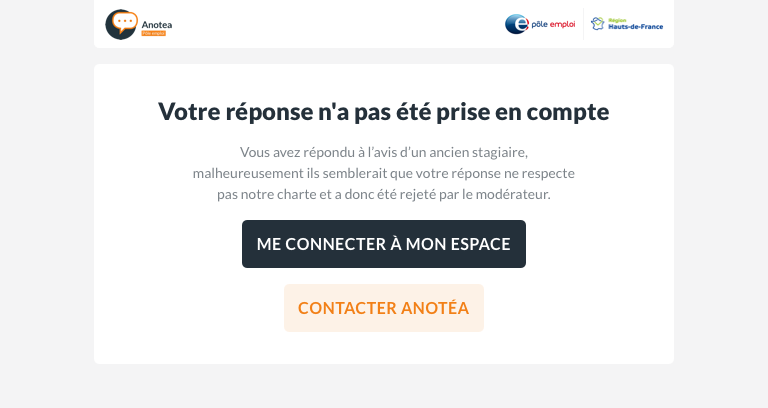 Anotea
Pôle emploi
pôle emploi
Région
Hauts-de-France
Votre réponse n'a pas été prise en compte
Vous avez répondu à l’avis d’un ancien stagiaire,
malheureusement ils semblerait que votre réponse ne respecte
pas notre charte et a donc été rejeté par le modérateur.
ME CONNECTER À MON ESPACE
CONTACTER ANOTÉA